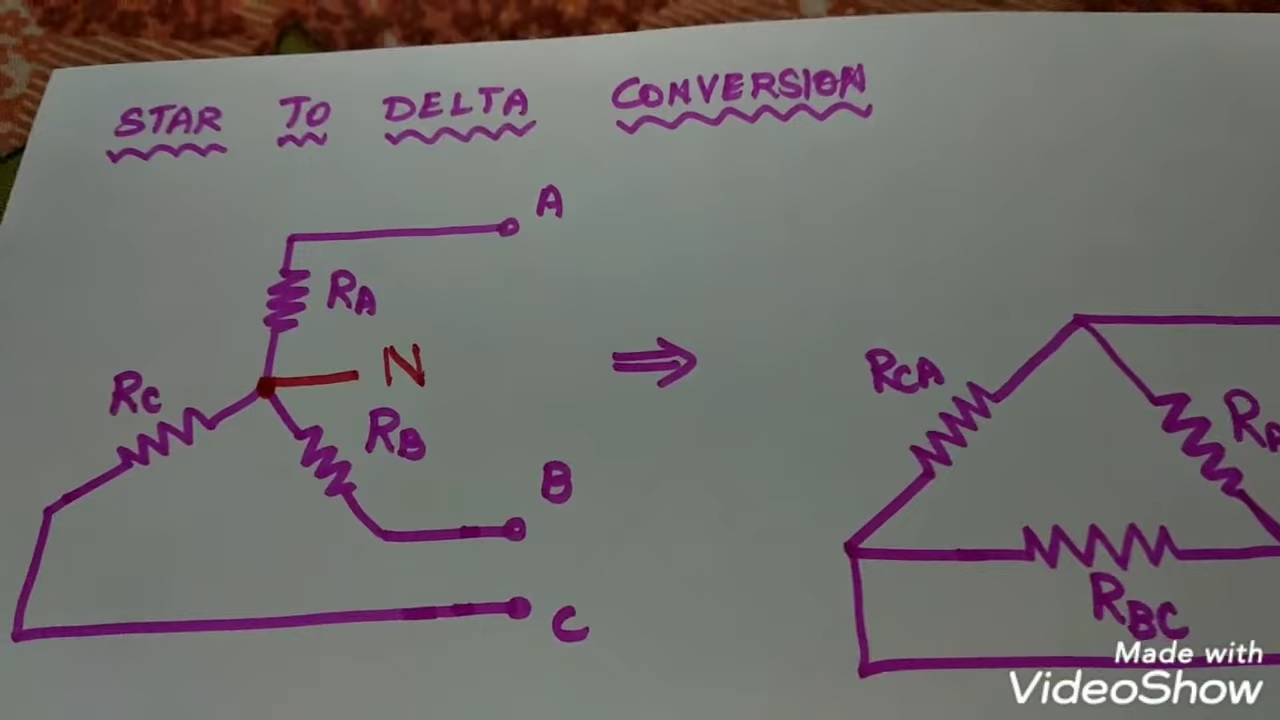 STAR TO DELTA CONVERSION
A
RA
N
RC
RB
B
C
RCA
RBC
Made with
VideoShow